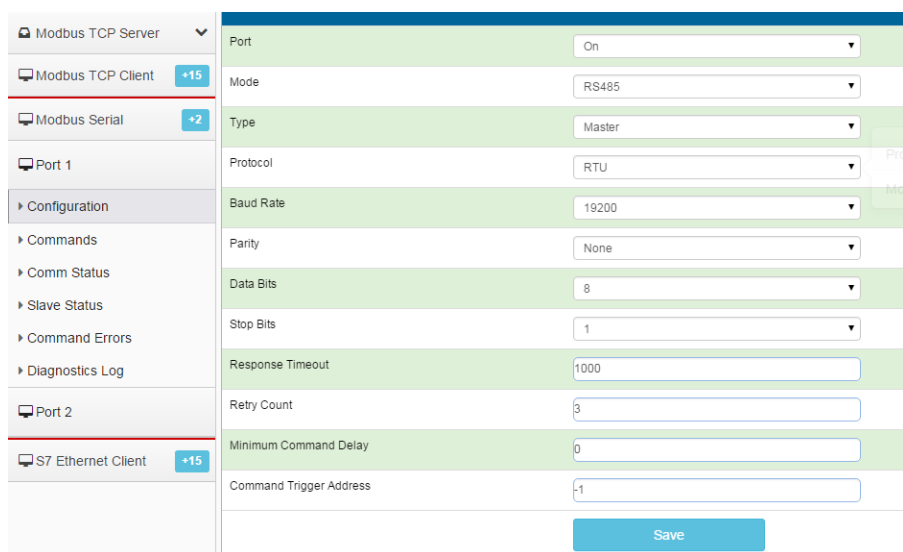 Modbus TCP Server
Modbus TCP Client +15
Modbus Serial +2
Port 1
Configuration
Commands
Comm Status
Slave Status
Command Errors
Diagnostics Log
Port 2
S7 Ethernet Client +15
Port On
Mode RS485
Type Master
Protocol RTU
Baud Rate 19200
Parity None
Data Bits 8
Stop Bits 1
Response Timeout 1000
Retry Count 3
Minimum Command Delay 0
Command Trigger Address -1
Save